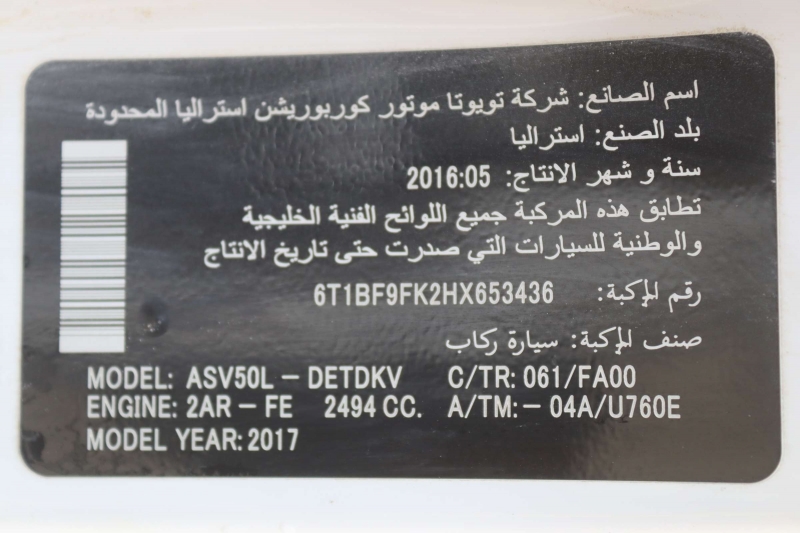 اسم الصانع: شركة تويوتا موتور كوربوريشن استراليا المحدودة
بلد الصنع: استراليا
سنة و شهر الانتاج: 2016:05
تطابق هذه المركبة جميع اللوائح الفنية الخليجية
والوطنية للسيارات التي صدرت حتى تاريخ الانتاج
رقم المركبة: 6T1BF9FK2HX653436
صنف المركبة: سيارة ركاب
MODEL: ASV50L – DETDKV C/TR: 061/FA00
ENGINE: 2AR – FE 2494 CC. A/TM: – 04A/U760E
MODEL YEAR: 2017